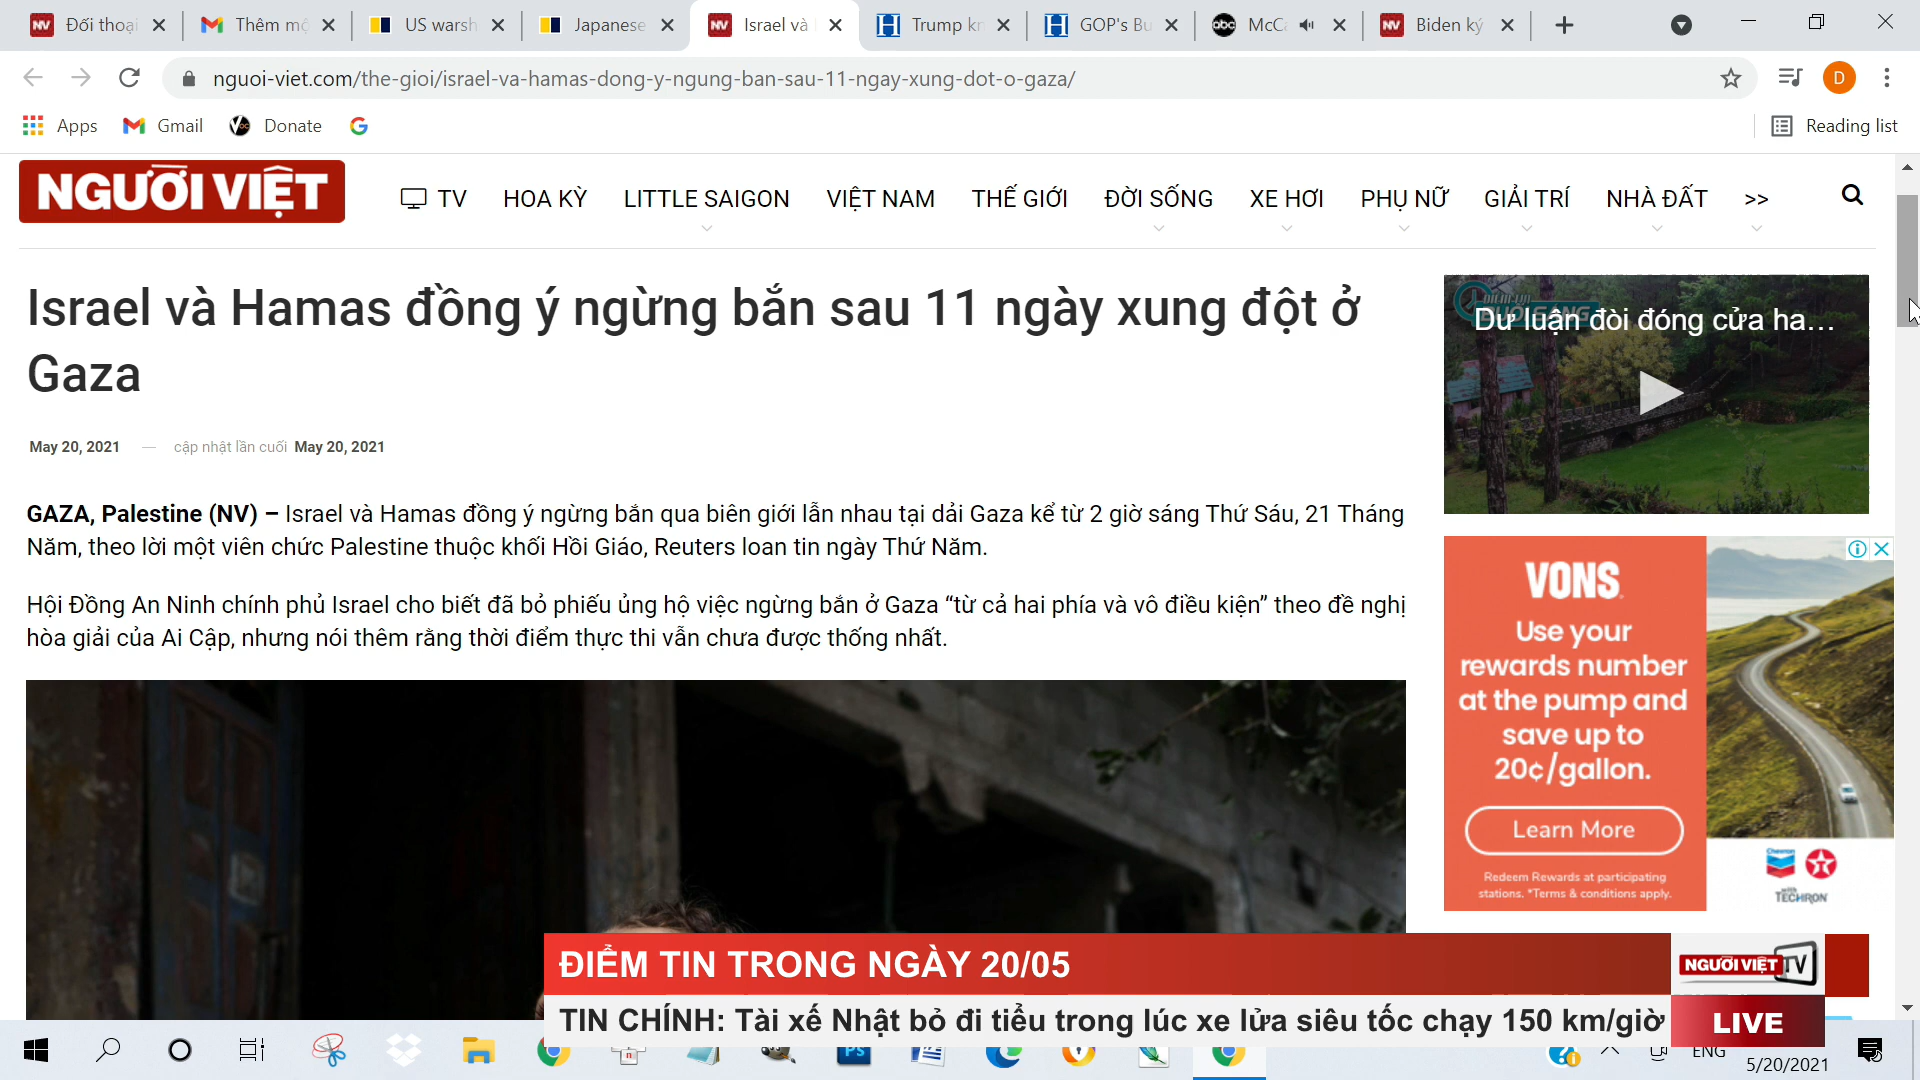 Đối thoại
Thêm mộ
US warsh
Japanese
Israel và
Trump kr
GOP's Bu
McCa
Biden ký
nguoi-viet.com/the-gioi/israel-va-hamas-dong-y-ngung-ban-sau-11-ngay-xung-dot-o-gaza/
D
Apps
Gmail
Donate
Reading list
NGƯỜI VIỆT
TV
HOA KỲ
LITTLE SAIGON
VIỆT NAM
THẾ GIỚI
ĐỜI SỐNG
XE HƠI
PHỤ NỮ
GIẢI TRÍ
NHÀ ĐẤT
>>
Israel và Hamas đồng ý ngừng bắn sau 11 ngày xung đột ở
Gaza
May 20, 2021 — cập nhật lần cuối May 20, 2021
GAZA, Palestine (NV) – Israel và Hamas đồng ý ngừng bắn qua biên giới lẫn nhau tại dải Gaza kể từ 2 giờ sáng Thứ Sáu, 21 Tháng
Năm, theo lời một viên chức Palestine thuộc khối Hồi Giáo, Reuters loan tin ngày Thứ Năm.
Hội Đồng An Ninh chính phủ Israel cho biết đã bỏ phiếu ủng hộ việc ngừng bắn ở Gaza “từ cả hai phía và vô điều kiện” theo đề nghị
hòa giải của Ai Cập, nhưng nói thêm rằng thời điểm thực thi vẫn chưa được thống nhất.
Dư luận đòi đóng cửa ha...
VONS
Use your
rewards number
at the pump and
save up to
20¢/gallon.
Learn More
Redeem Rewards at participating
stations. *Terms & conditions apply.
with
TECHRON
ĐIỂM TIN TRONG NGÀY 20/05
NGƯỜI VIỆT TV
TIN CHÍNH: Tài xế Nhật bỏ đi tiểu trong lúc xe lửa siêu tốc chạy 150 km/giờ
LIVE
ENG
5/20/2021